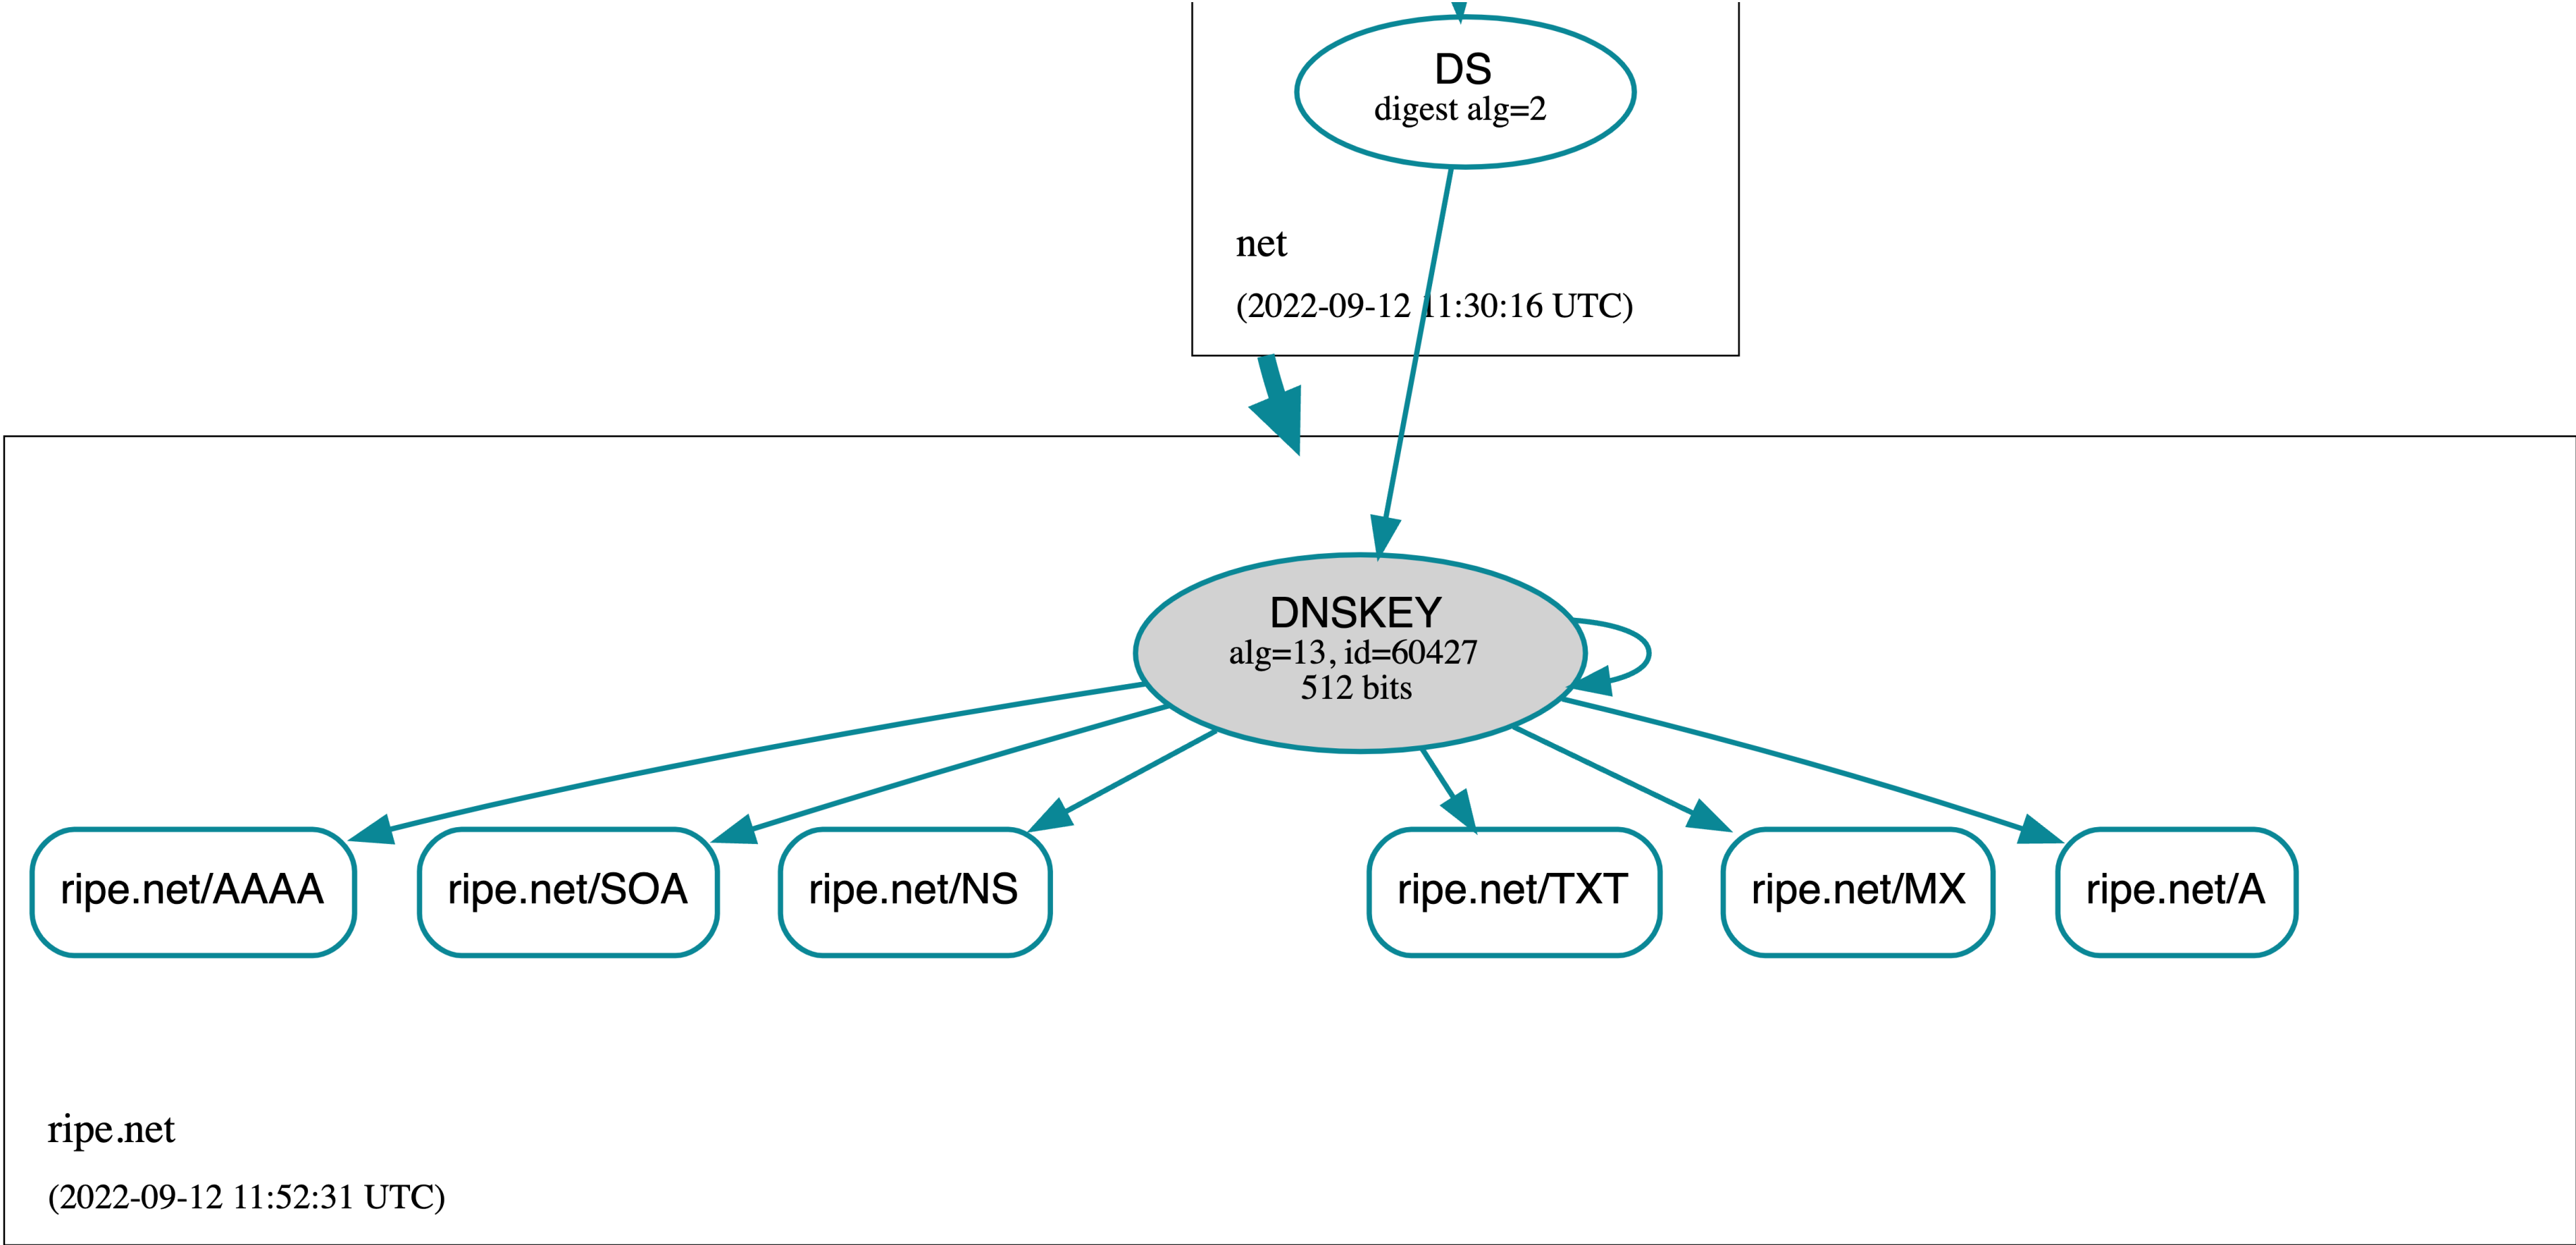 DS
digest alg=2
net
(2022-09-12 11:30:16 UTC)
DNSKEY
alg=13, id=60427
512 bits
ripe.net/AAAA
ripe.net/SOA
ripe.net/NS
ripe.net/TXT
ripe.net/MX
ripe.net/A
ripe.net
(2022-09-12 11:52:31 UTC)